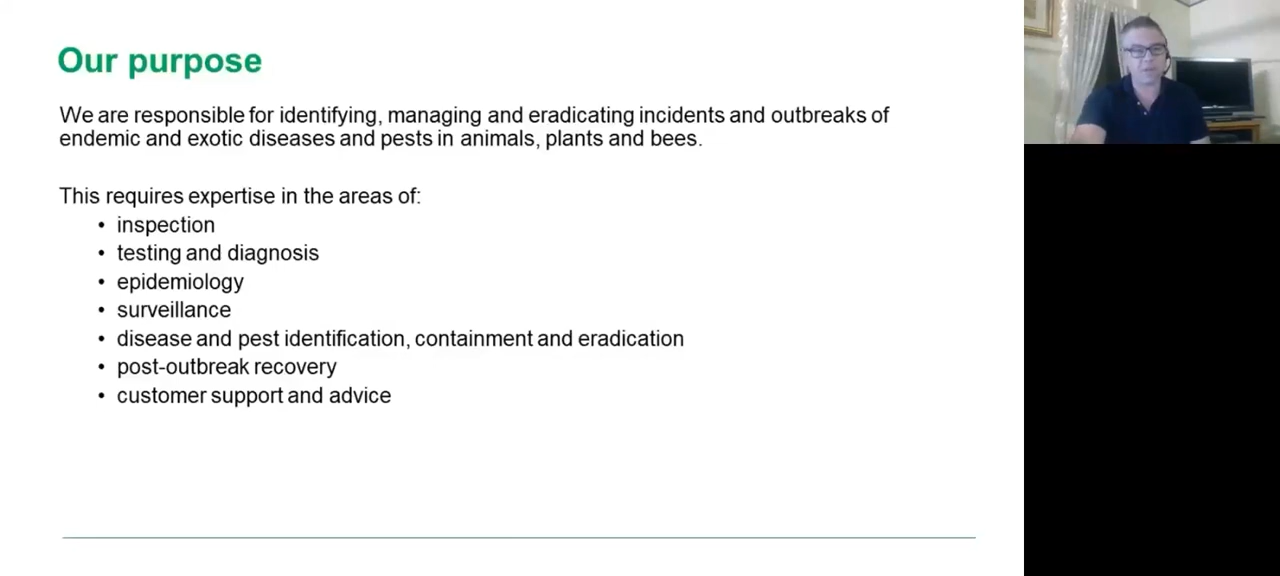 Our purpose
We are responsible for identifying, managing and eradicating incidents and outbreaks of
endemic and exotic diseases and pests in animals, plants and bees.
This requires expertise in the areas of:
• inspection
• testing and diagnosis
• epidemiology
• surveillance
• disease and pest identification, containment and eradication
• post-outbreak recovery
• customer support and advice